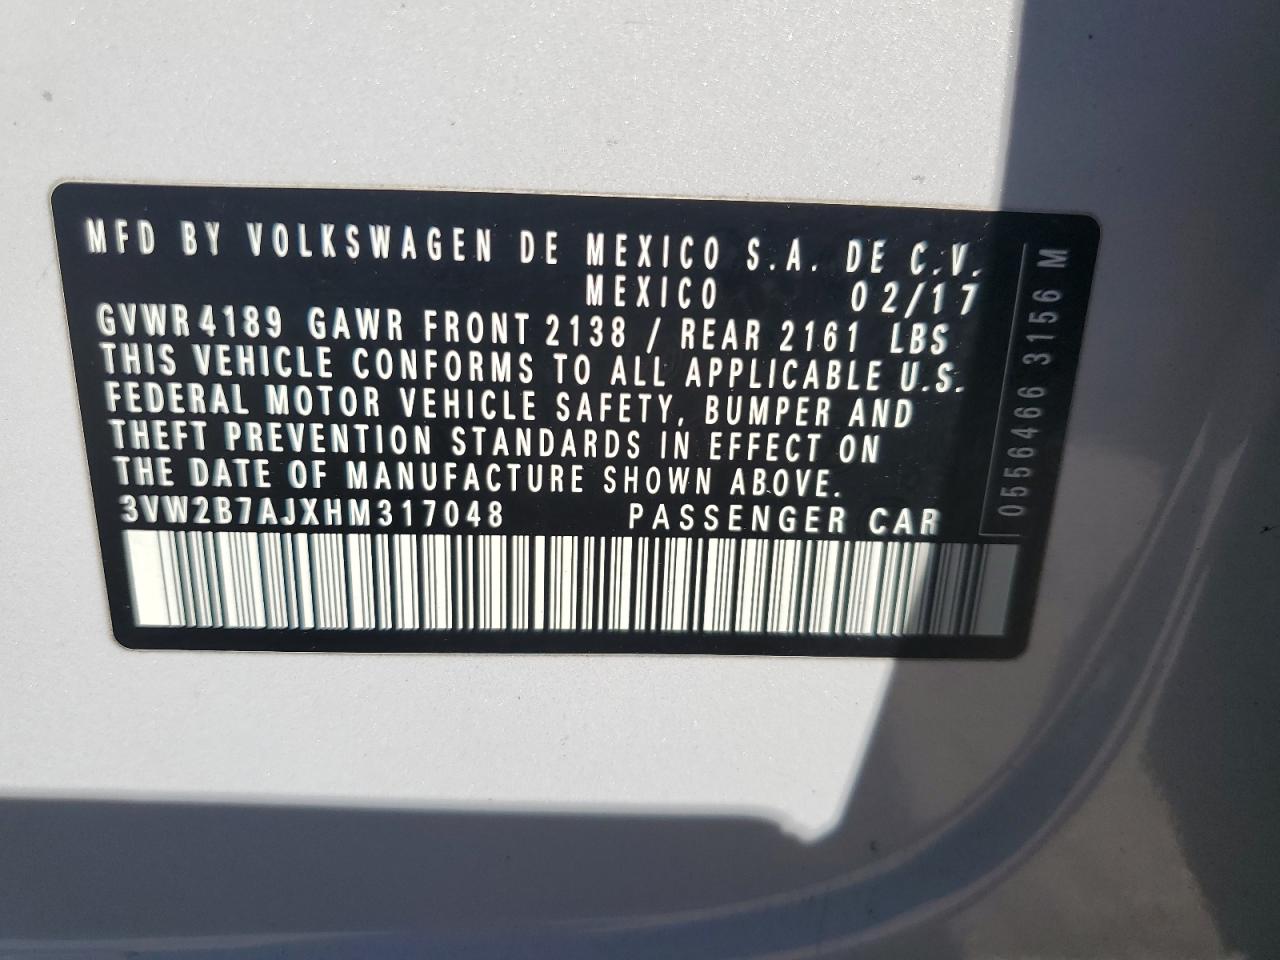 MFD BY VOLKSWAGEN DE MEXICO S.A. DE C.V.
MEXICO 02/17
GVWR 4189 GAWR FRONT 2138 / REAR 2161 LBS
THIS VEHICLE CONFORMS TO ALL APPLICABLE U.S.
FEDERAL MOTOR VEHICLE SAFETY, BUMPER AND
THEFT PREVENTION STANDARDS IN EFFECT ON
THE DATE OF MANUFACTURE SHOWN ABOVE.
3VW2B7AJXHM317048 PASSENGER CAR
0556466 3156 M